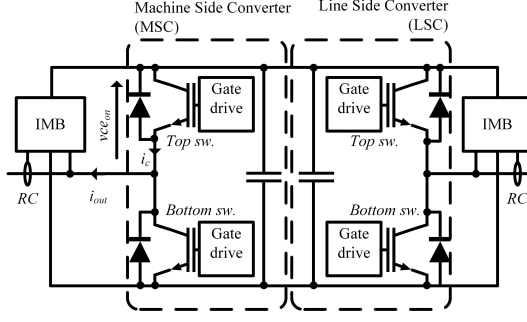 Machine Side Converter
(MSC)
Line Side Converter
(LSC)
Gate
drive
Gate
drive
IMB
vce_on
Top sw.
Top sw.
IMB
i_c
RC
i_out
RC
Bottom sw.
Bottom sw.
Gate
drive
Gate
drive